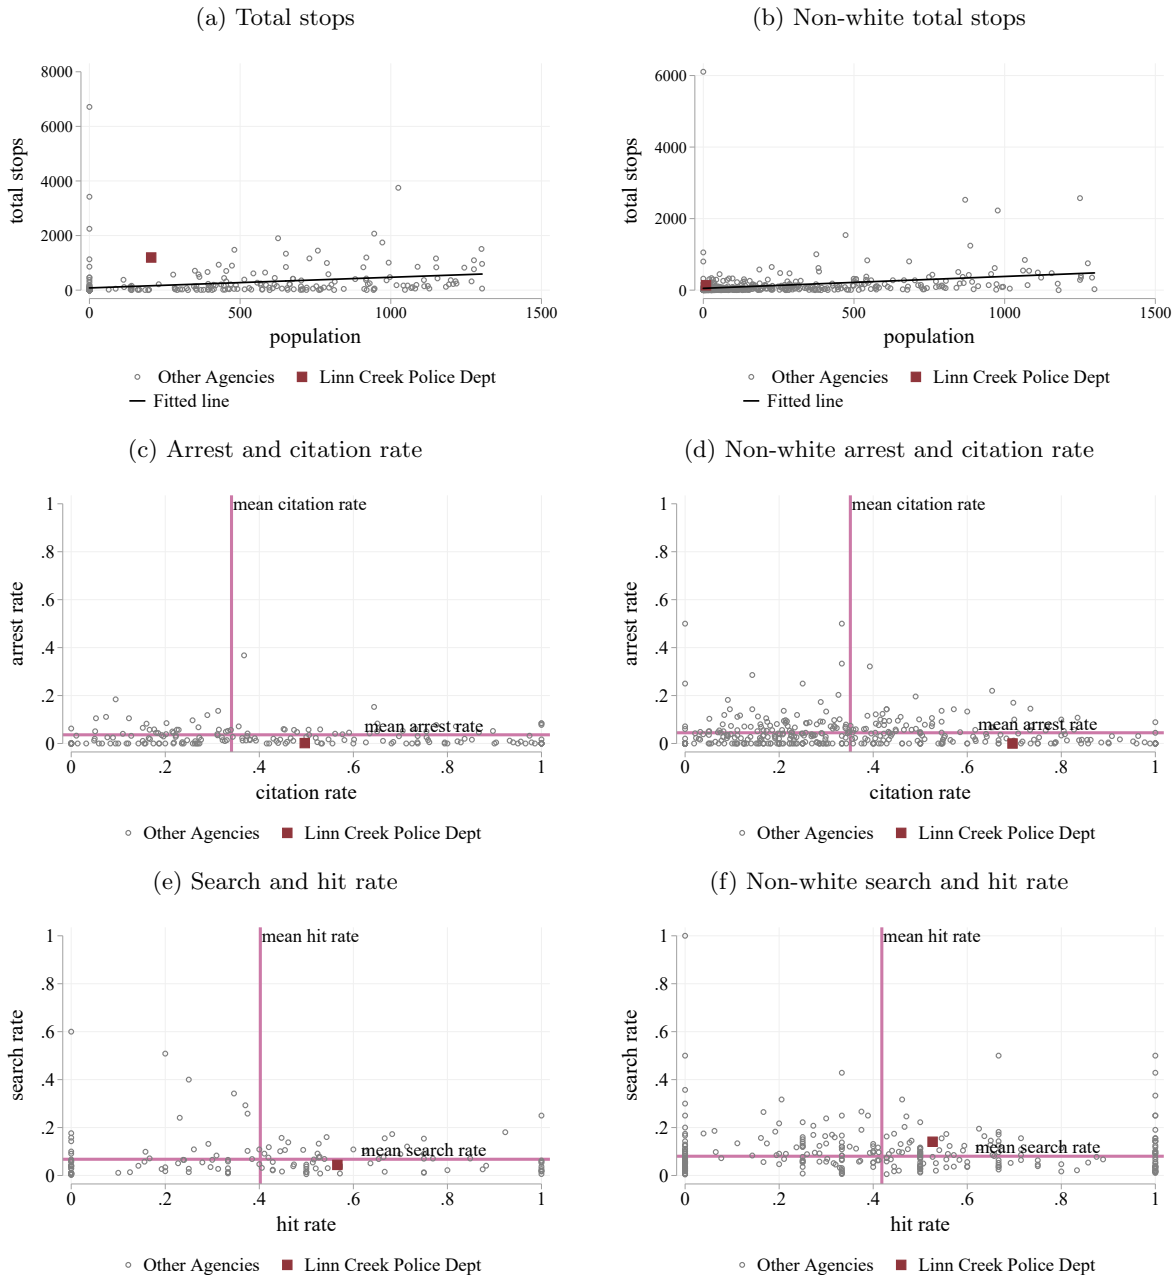 (a) Total stops
(b) Non-white total stops
8000
6000
4000
2000
0
total stops
0
500
1000
1500
population
Other Agencies
Linn Creek Police Dept
Fitted line
6000
4000
2000
0
total stops
0
500
1000
1500
population
Other Agencies
Linn Creek Police Dept
Fitted line
(c) Arrest and citation rate
(d) Non-white arrest and citation rate
1
.8
.6
.4
.2
0
arrest rate
mean citation rate
mean arrest rate
0
.2
.4
.6
.8
1
citation rate
Other Agencies
Linn Creek Police Dept
1
.8
.6
.4
.2
0
arrest rate
mean citation rate
mean arrest rate
0
.2
.4
.6
.8
1
citation rate
Other Agencies
Linn Creek Police Dept
(e) Search and hit rate
(f) Non-white search and hit rate
1
.8
.6
.4
.2
0
search rate
mean hit rate
mean search rate
0
.2
.4
.6
.8
1
hit rate
Other Agencies
Linn Creek Police Dept
1
.8
.6
.4
.2
0
search rate
mean hit rate
mean search rate
0
.2
.4
.6
.8
1
hit rate
Other Agencies
Linn Creek Police Dept